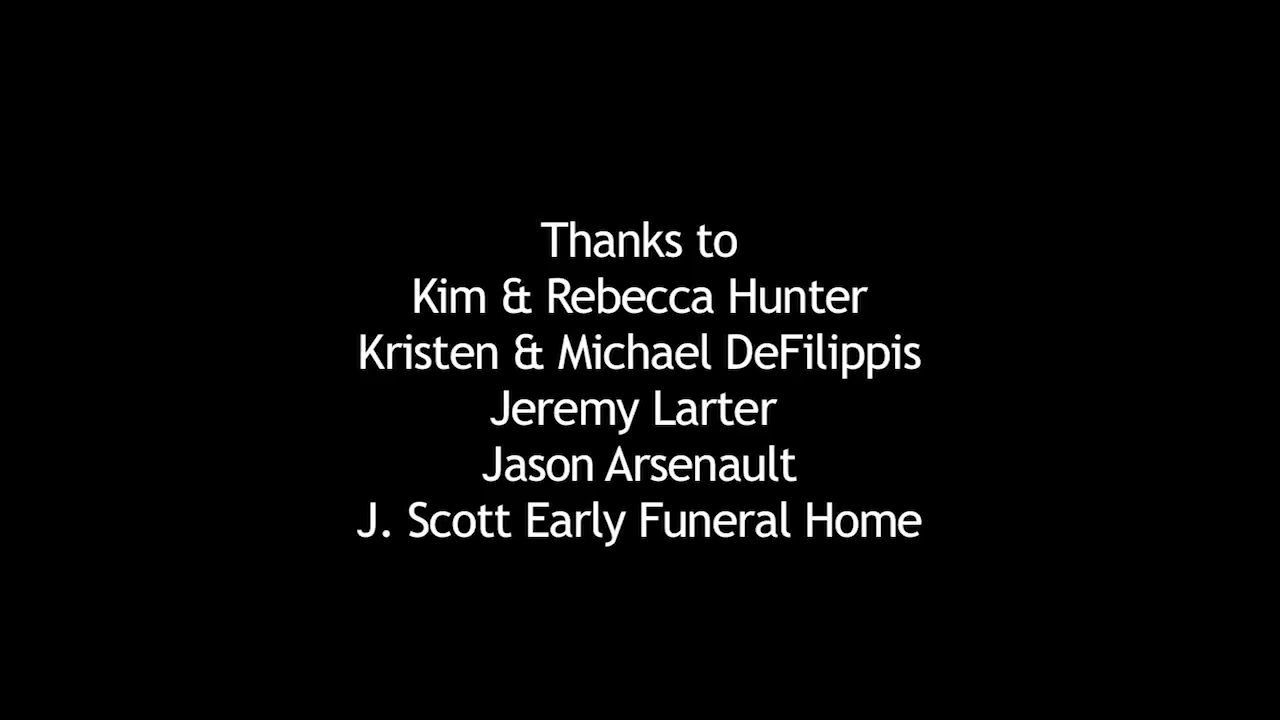 Thanks to
Kim & Rebecca Hunter
Kristen & Michael DeFilippis
Jeremy Larter
Jason Arsenault
J. Scott Early Funeral Home